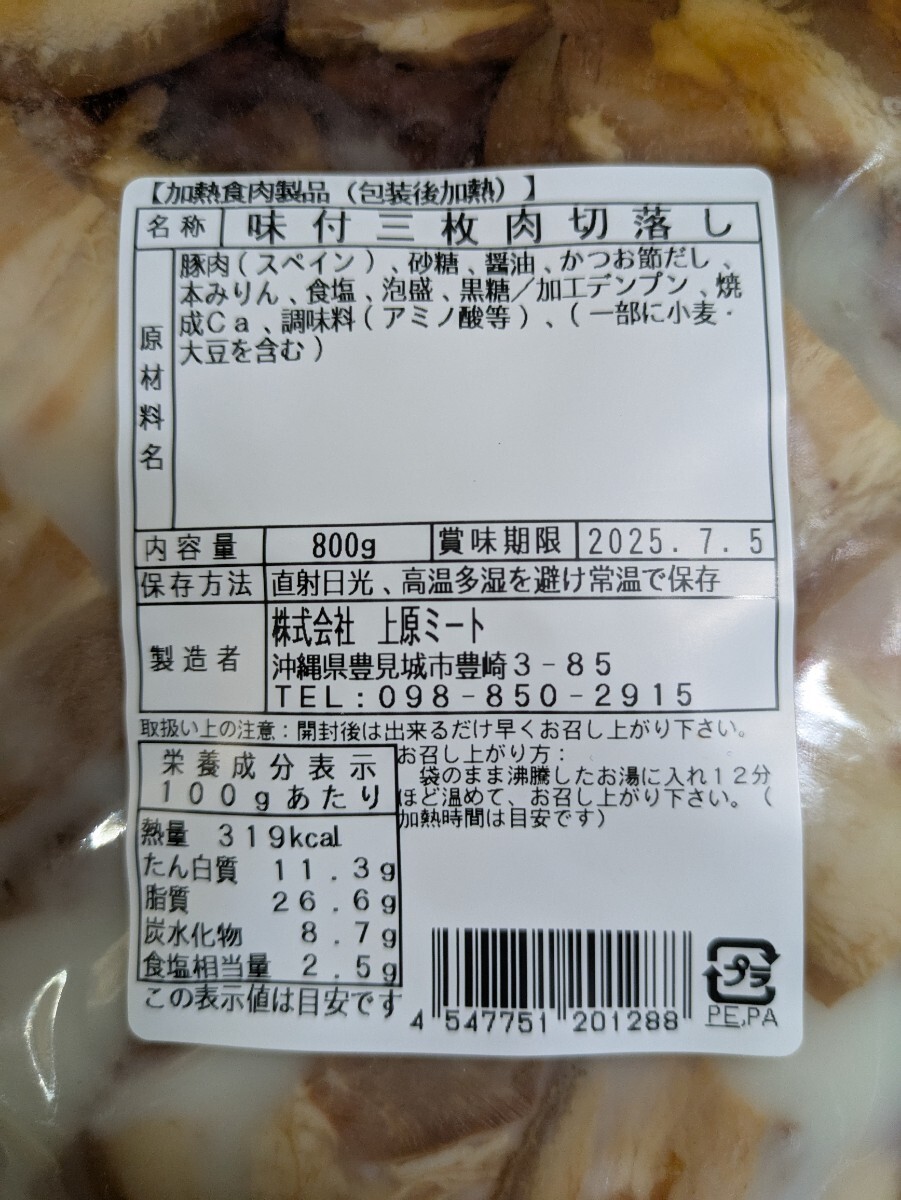 【加熱食肉製品（包装後加熱）】
名称 味付三枚肉切落し
原材料名
豚肉(スペイン)、砂糖、醤油、かつお節だし、
本みりん、食塩、泡盛、黒糖／加工デンプン、焼
成Ca、調味料(アミノ酸等)、(一部に小麦・
大豆を含む)
内容量 800g 賞味期限 2025.7.5
保存方法 直射日光、高温多湿を避け常温で保存
製造者
株式会社 上原ミート
沖縄県豊見城市豊崎3-85
TEL:098-850-2915
取扱い上の注意：開封後は出来るだけ早くお召し上がり下さい。
お召し上がり方：
袋のまま沸騰したお湯に入れ12分
ほど温めて、お召し上がり下さい。(
加熱時間は目安です)
栄養成分表示
100gあたり
熱量 319kcal
たん白質 11.3g
脂質 26.6g
炭水化物 8.7g
食塩相当量 2.5g
この表示値は目安です
4 547751 201288
プラ
PE,PA